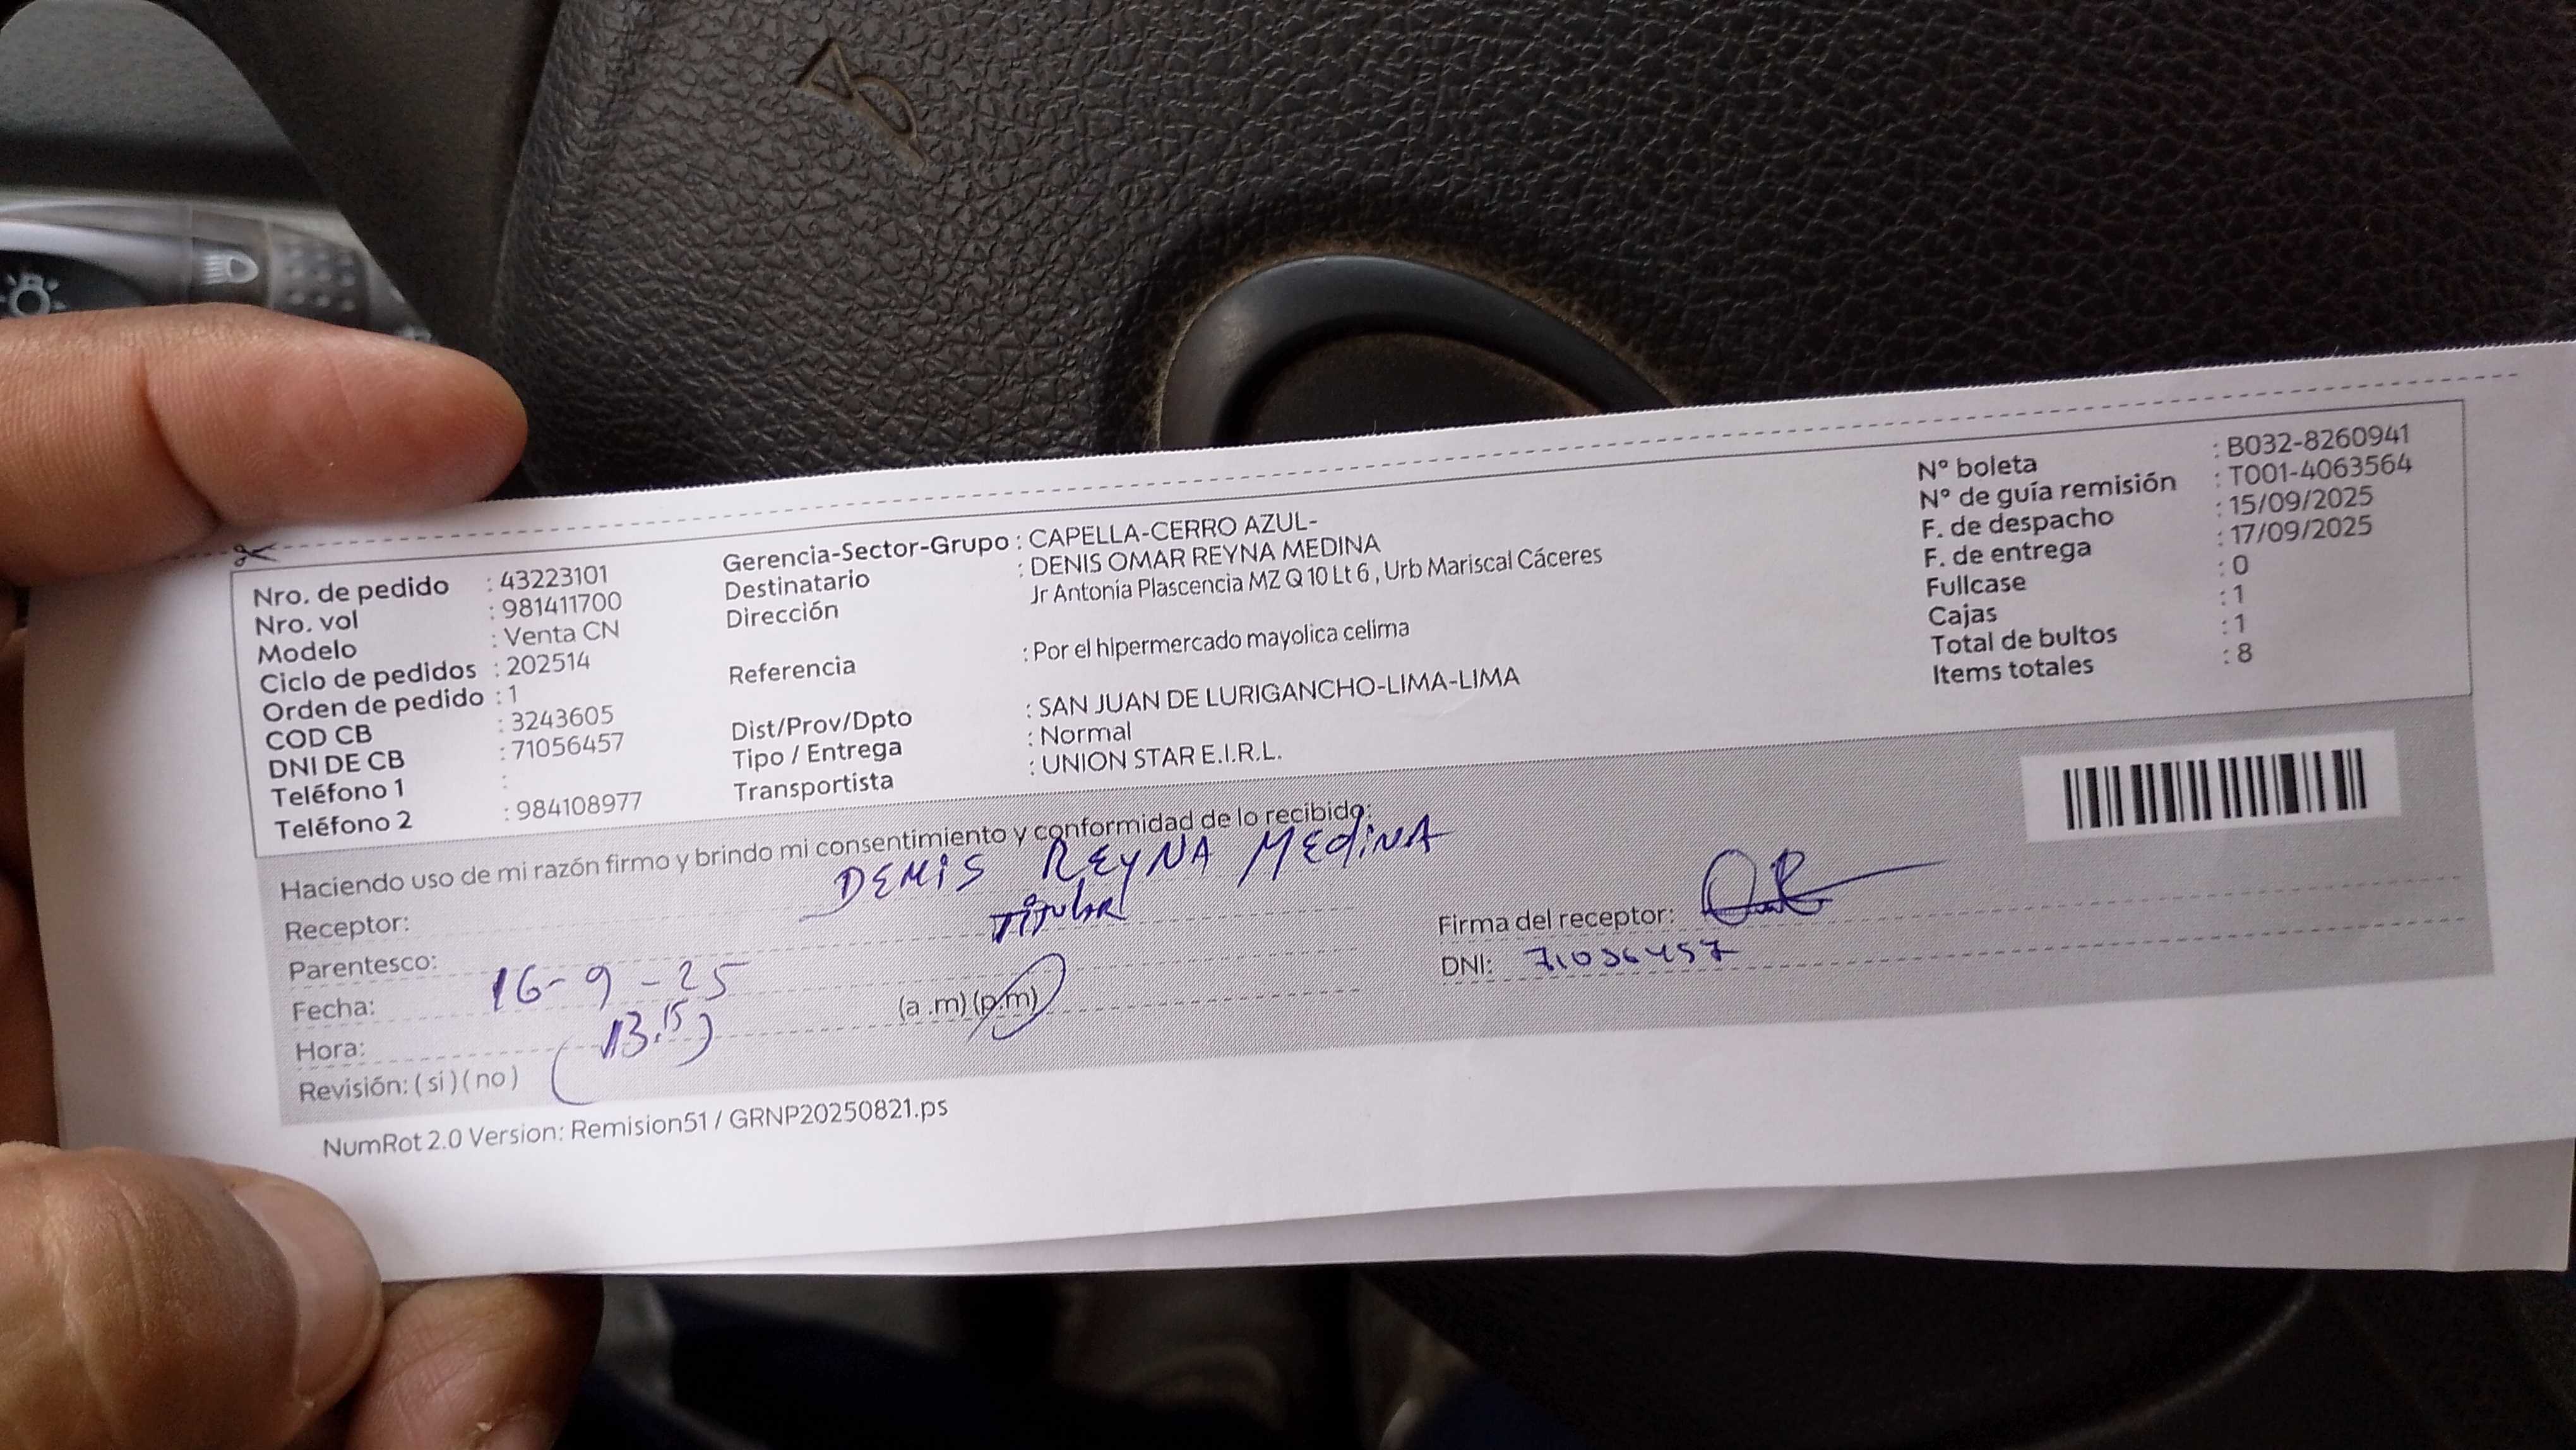 Nro. de pedido : 43223101
Nro. vol : 981411700
Modelo : Venta CN
Ciclo de pedidos : 202514
Orden de pedido : 1
COD CB : 3243605
DNI DE CB : 71056457
Teléfono 1 :
Teléfono 2 : 984108977
Gerencia-Sector-Grupo : CAPELLA-CERRO AZUL-
Destinatario : DENIS OMAR REYNA MEDINA
Dirección Jr Antonía Plascencia MZ Q 10 Lt 6 , Urb Mariscal Cáceres
Referencia : Por el hipermercado mayolica celima
Dist/Prov/Dpto : SAN JUAN DE LURIGANCHO-LIMA-LIMA
Tipo / Entrega : Normal
Transportista : UNION STAR E.I.R.L.
N° boleta : B032-8260941
N° de guía remisión : T001-4063564
F. de despacho : 15/09/2025
F. de entrega : 17/09/2025
Fullcase : 0
Cajas : 1
Total de bultos : 1
Items totales : 8
Haciendo uso de mi razón firmo y brindo mi consentimiento y conformidad de lo recibido:
Receptor: DENIS REYNA MEDINA
Parentesco: Titular
Fecha: 16-9-25
Hora: (13.15) (a .m) (p.m)
Revisión: ( si ) ( no )
Firma del receptor:
DNI: 71056457
NumRot 2.0 Version: Remision51 / GRNP20250821.ps